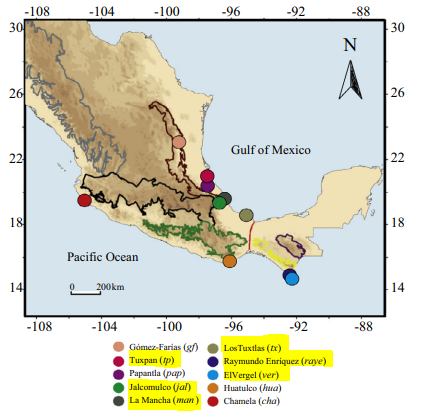 -108 -104 -100 -96 -92 -88
30 30
N
26 26
Gulf of Mexico
22 22
18 18
Pacific Ocean
14 0 200 km 14
-108 -104 -100 -96 -92 -88
Gómez-Farías (gf) LosTuxtlas (tx)
Tuxpan (tp) Raymundo Enríquez (raye)
Papantla (pap) ElVergel (ver)
Jalcomulco (jal) Huatulco (hua)
La Mancha (man) Chamela (cha)